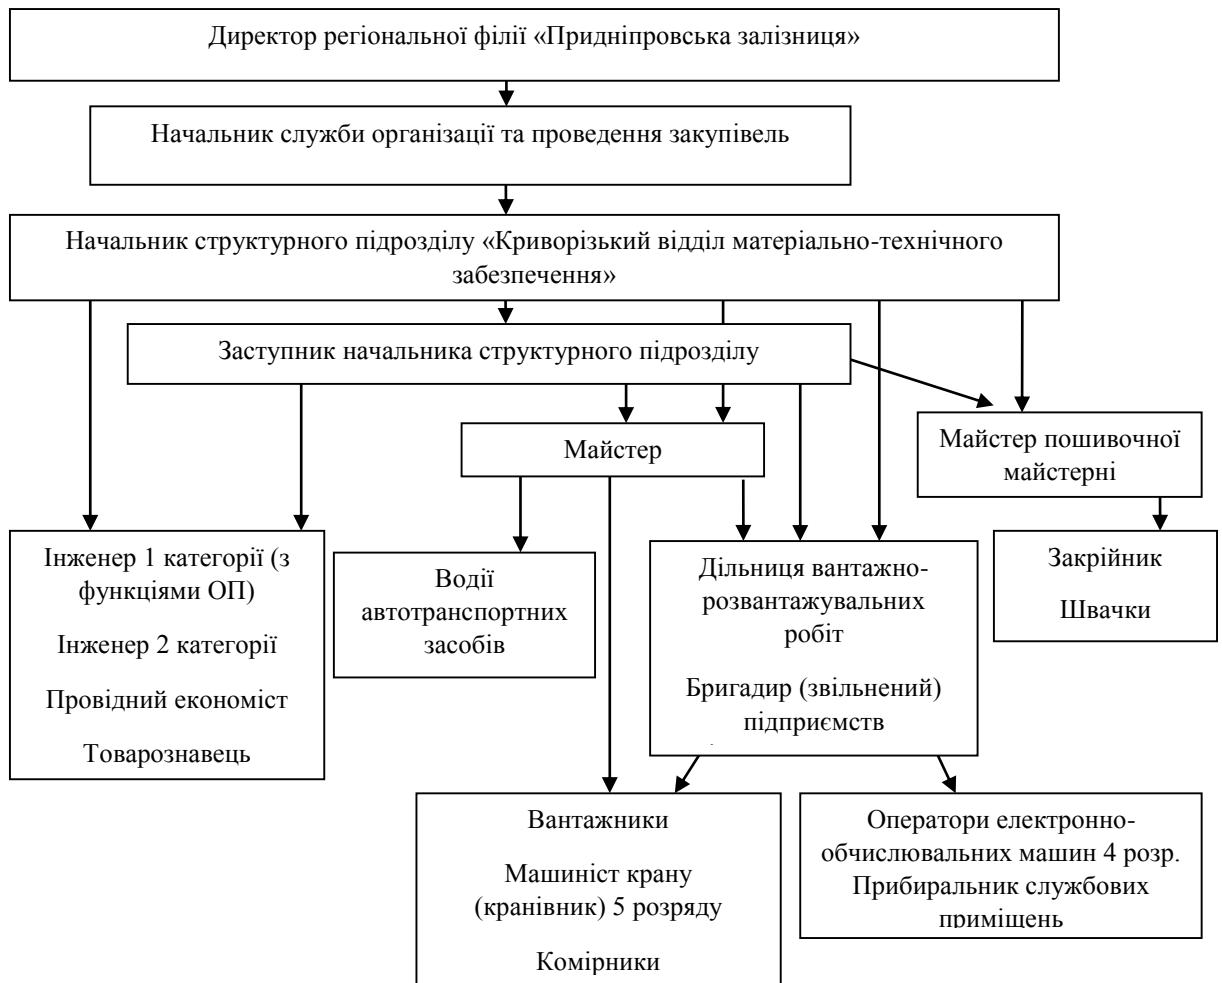 Директор регіональної філії «Придніпровська залізниця»
Начальник служби організації та проведення закупівель
Начальник структурного підрозділу «Криворізький відділ матеріально-технічного
забезпечення»
Заступник начальника структурного підрозділу
Майстер
Майстер пошивочної
майстерні
Інженер 1 категорії (з
функціями ОП)
Інженер 2 категорії
Провідний економіст
Товарознавець
Водії
автотранспортних
засобів
Дільниця вантажно-
розвантажувальних
робіт
Бригадир (звільнений)
підприємств
Закрійник
Швачки
Вантажники
Машиніст крану
(кранівник) 5 розряду
Комірники
Оператори електронно-
обчислювальних машин 4 розр.
Прибиральник службових
приміщень